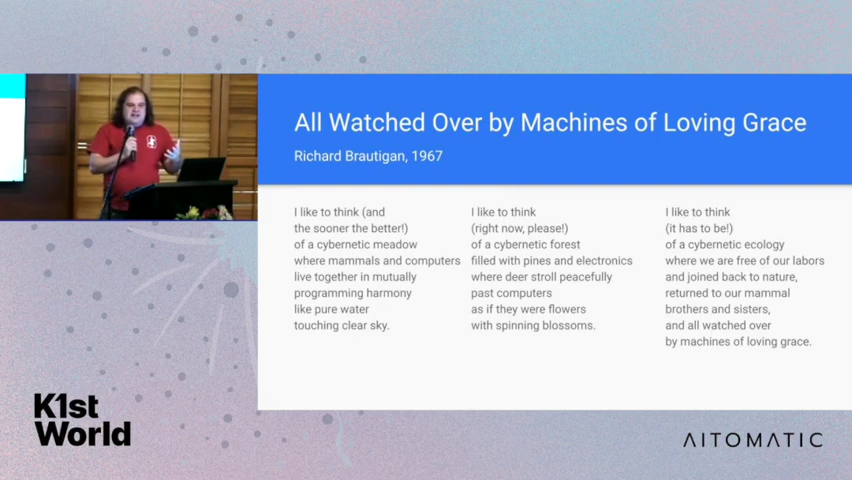 All Watched Over by Machines of Loving Grace
Richard Brautigan, 1967
I like to think (and
the sooner the better!)
of a cybernetic meadow
where mammals and computers
live together in mutually
programming harmony
like pure water
touching clear sky.
I like to think
(right now, please!)
of a cybernetic forest
filled with pines and electronics
where deer stroll peacefully
past computers
as if they were flowers
with spinning blossoms.
I like to think
(it has to be!)
of a cybernetic ecology
where we are free of our labors
and joined back to nature,
returned to our mammal
brothers and sisters,
and all watched over
by machines of loving grace.
K1st
World
AITOMATIC